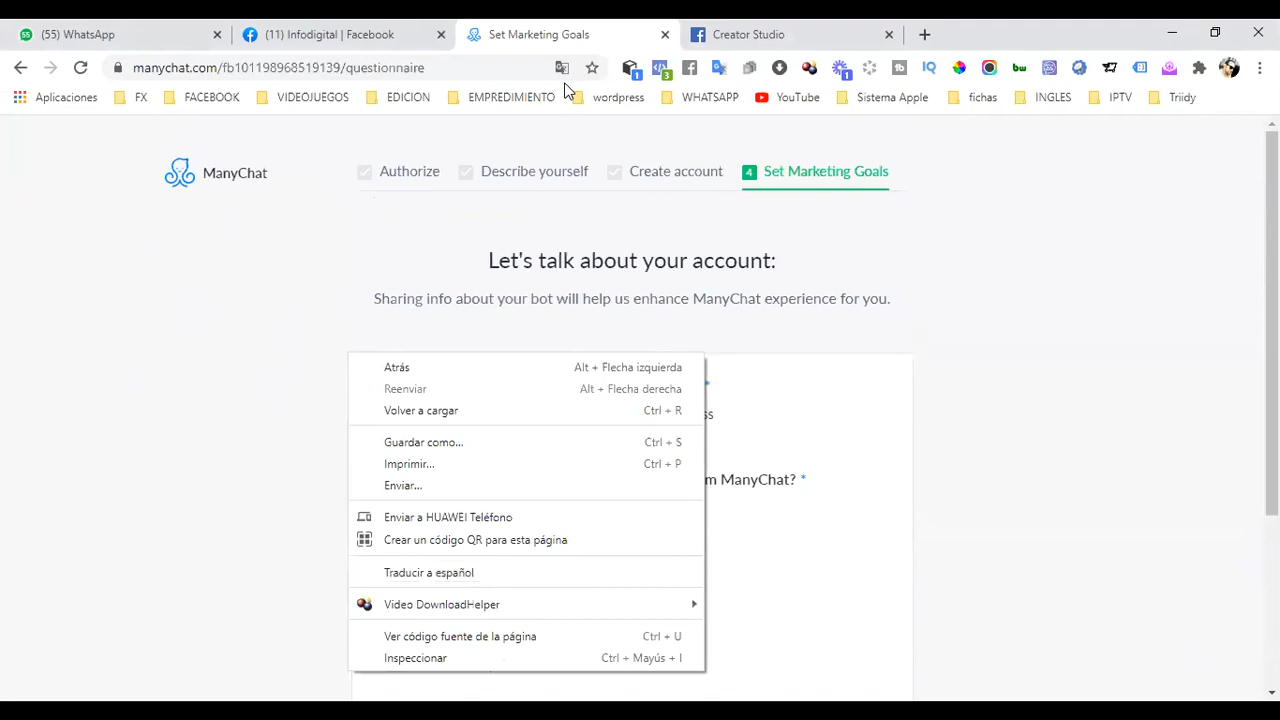 (55) WhatsApp
(11) Infodigital | Facebook
Set Marketing Goals
Creator Studio
manychat.com/fb101198968519139/questionnaire
Aplicaciones FX FACEBOOK VIDEOJUEGOS EDICION EMPREDIMIENTO wordpress WHATSAPP YouTube Sistema Apple fichas INGLES IPTV Triidy
ManyChat
Authorize Describe yourself Create account 4 Set Marketing Goals
Let's talk about your account:
Sharing info about your bot will help us enhance ManyChat experience for you.
Atrás Alt + Flecha izquierda
Reenviar Alt + Flecha derecha
Volver a cargar Ctrl + R
ss
Guardar como... Ctrl + S
Imprimir... Ctrl + P
m ManyChat? *
Enviar...
Enviar a HUAWEI Teléfono
Crear un código QR para esta página
Traducir a español
Video DownloadHelper
Ver código fuente de la página Ctrl + U
Inspeccionar Ctrl + Mayús + I